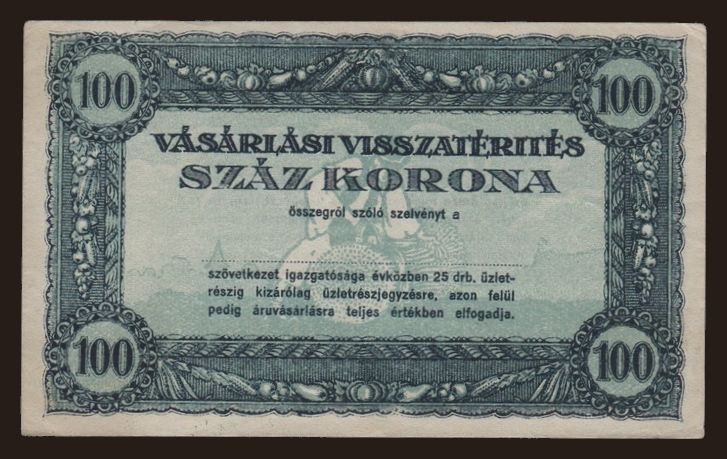 100 100
VÁSÁRLÁSI VISSZATÉRITÉS
SZÁZ KORONA
összegről szóló szelvényt a
szövetkezet igazgatósága évközben 25 drb. üzlet-
részig kizárólag üzletrészjegyzésre, azon felül
pedig áruvásárlásra teljes értékben elfogadja.
100 100